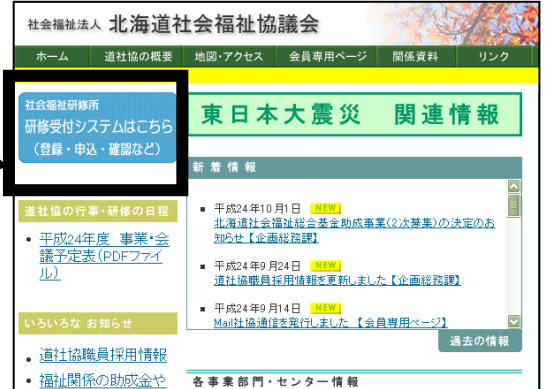 社会福祉法人 北海道社会福祉協議会
ホーム 道社協の概要 地図・アクセス 会員専用ページ 関係資料 リンク
社会福祉研修所
研修受付システムはこちら
（登録・申込・確認など）
道社協の行事・研修の日程
平成24年度 事業・会
議予定表(PDFファイ
ル)
いろいろな お知らせ
道社協職員採用情報
福祉関係の助成金や
東日本大震災 関連情報
新着情報
平成24年10月1日 NEW
北海道社会福祉総合基金助成事業(2次募集)の決定のお
知らせ【企画総務課】
平成24年9月24日 NEW
道社協職員採用情報を更新しました【企画総務課】
平成24年9月14日 NEW
Mail社協通信を発行しました 【会員専用ページ】
過去の情報
各事業部門・センター情報